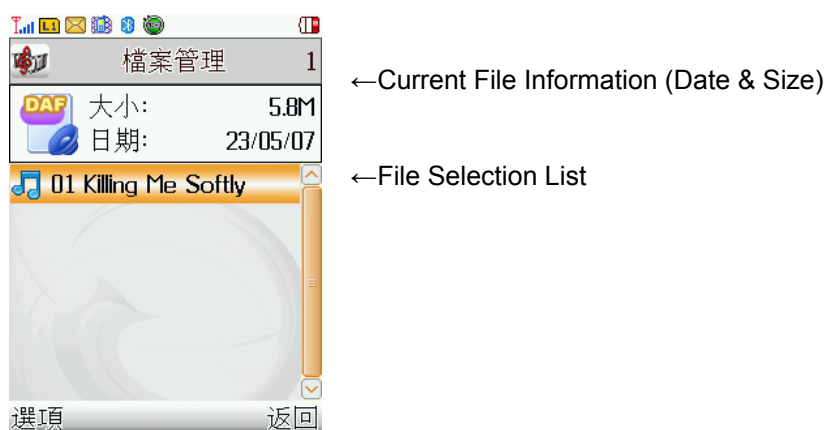 L1
檔案管理 1
←Current File Information (Date & Size)
DAF 大小: 5.8M
日期: 23/05/07
01 Killing Me Softly
←File Selection List
選項 返回